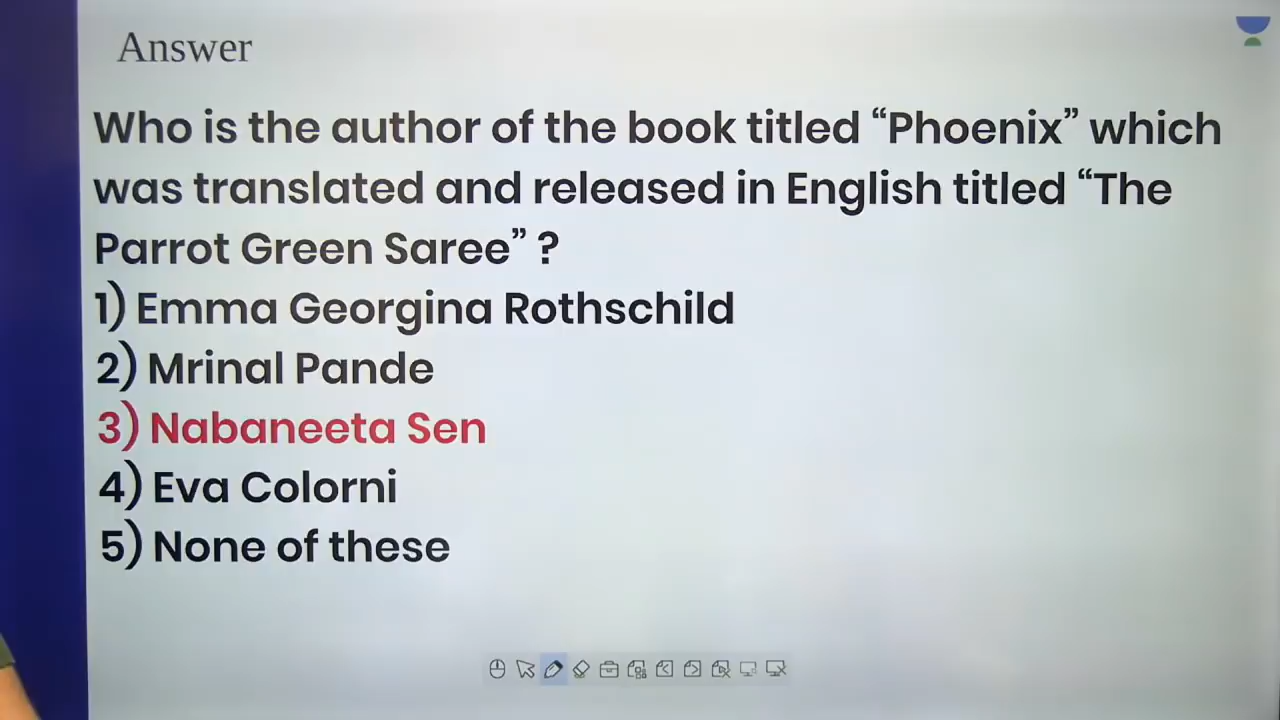 Answer
Who is the author of the book titled “Phoenix” which
was translated and released in English titled “The
Parrot Green Saree” ?
1) Emma Georgina Rothschild
2) Mrinal Pande
3) Nabaneeta Sen
4) Eva Colorni
5) None of these